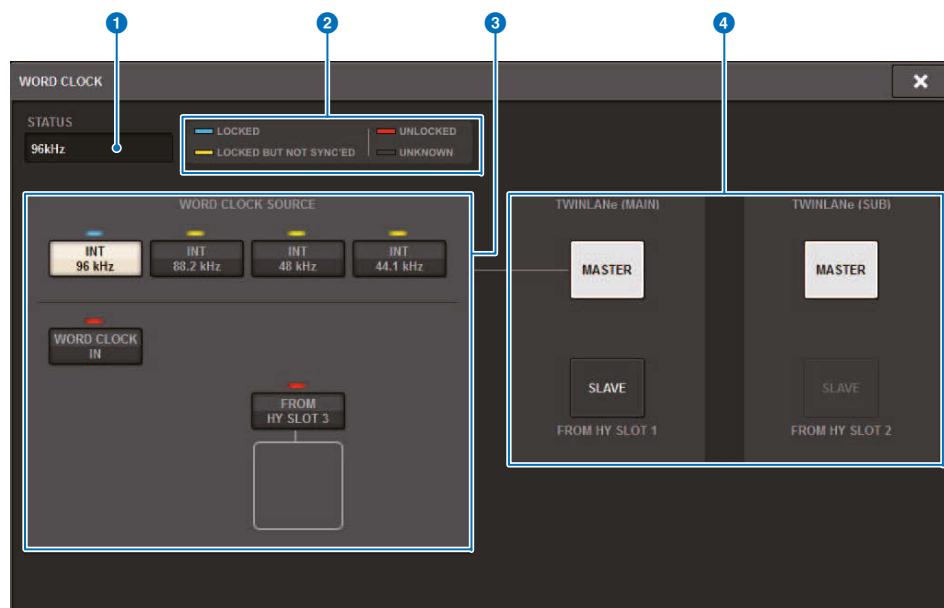 1 2 3 4
WORD CLOCK
STATUS
96kHz
LOCKED
UNLOCKED
LOCKED BUT NOT SYNC'ED
UNKNOWN
WORD CLOCK SOURCE
INT
96 kHz
INT
88.2 kHz
INT
48 kHz
INT
44.1 kHz
WORD CLOCK
IN
FROM
HY SLOT 3
TWINLANe (MAIN)
TWINLANe (SUB)
MASTER
MASTER
SLAVE
SLAVE
FROM HY SLOT 1
FROM HY SLOT 2